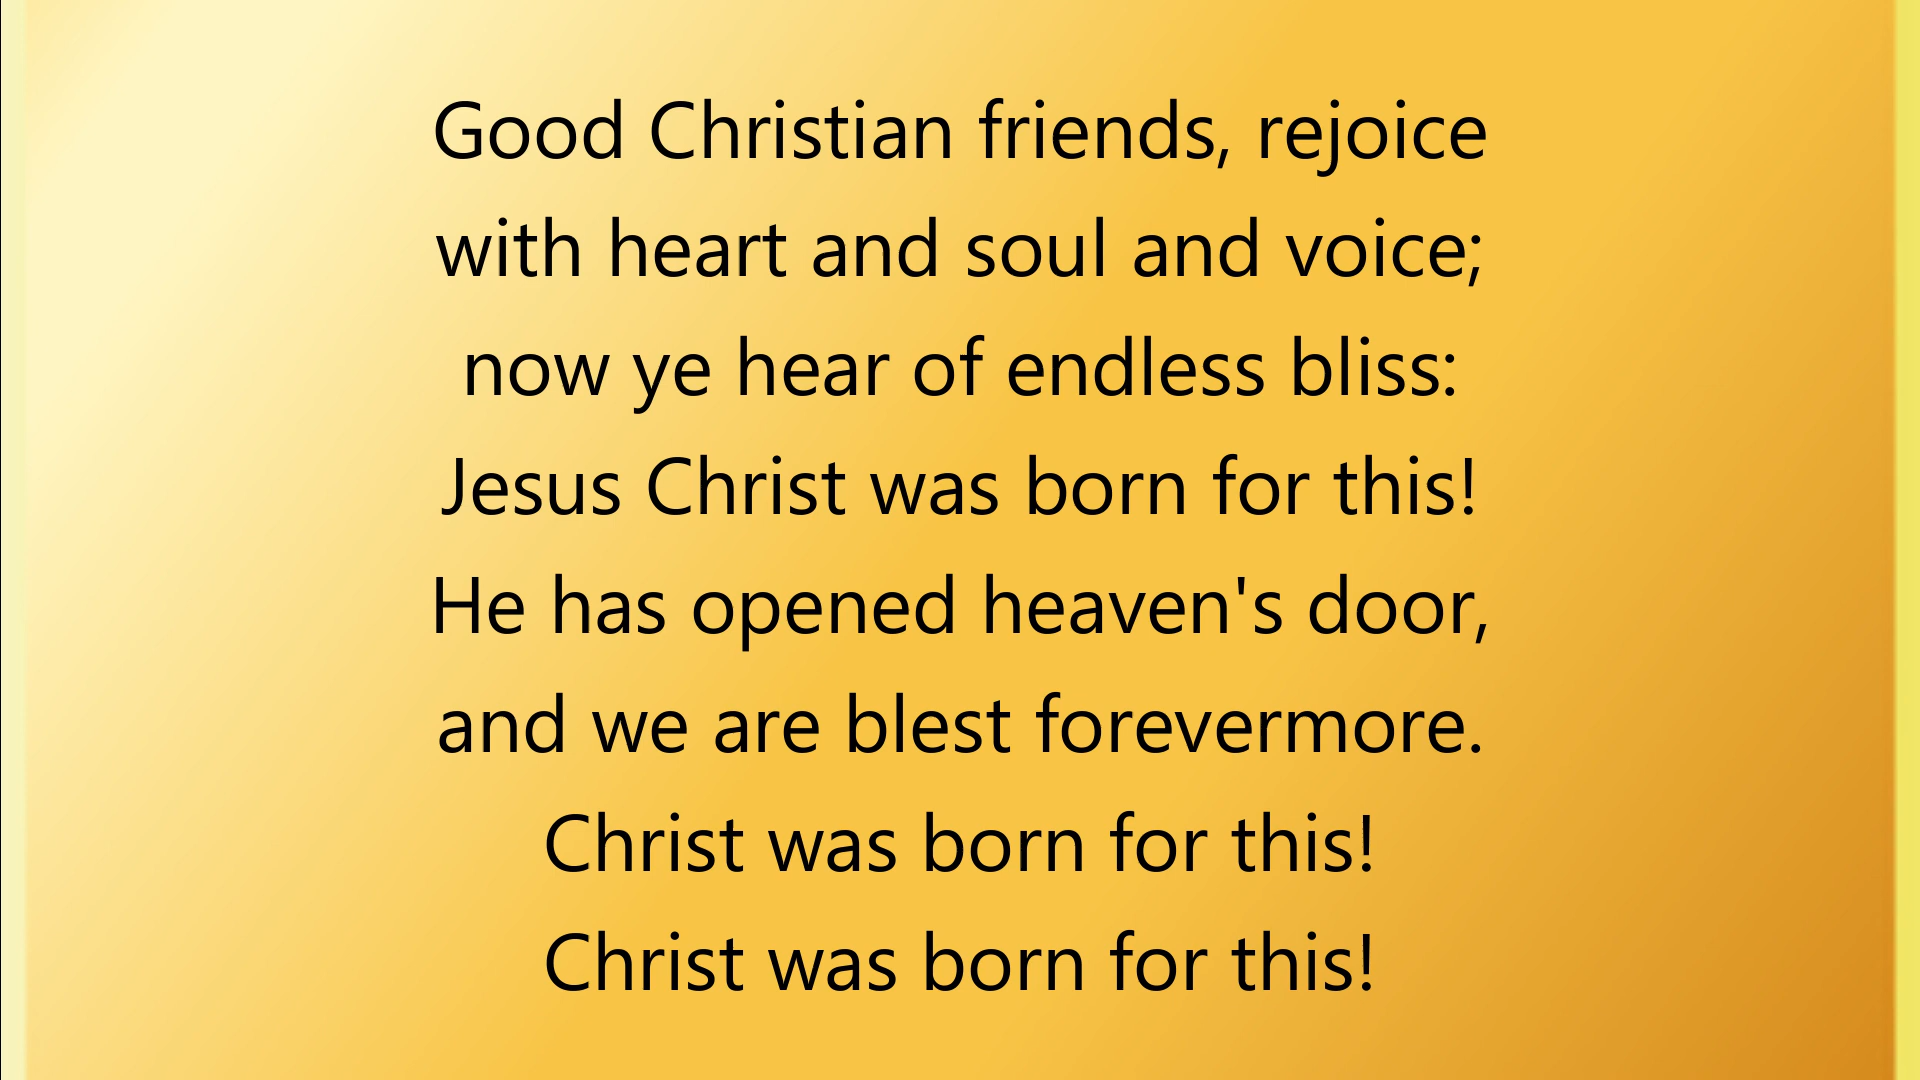 Good Christian friends, rejoice
with heart and soul and voice;
now ye hear of endless bliss:
Jesus Christ was born for this!
He has opened heaven's door,
and we are blest forevermore.
Christ was born for this!
Christ was born for this!